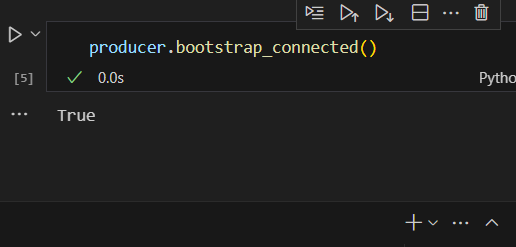 producer.bootstrap_connected()
[5]
0.0s
Pytho
True